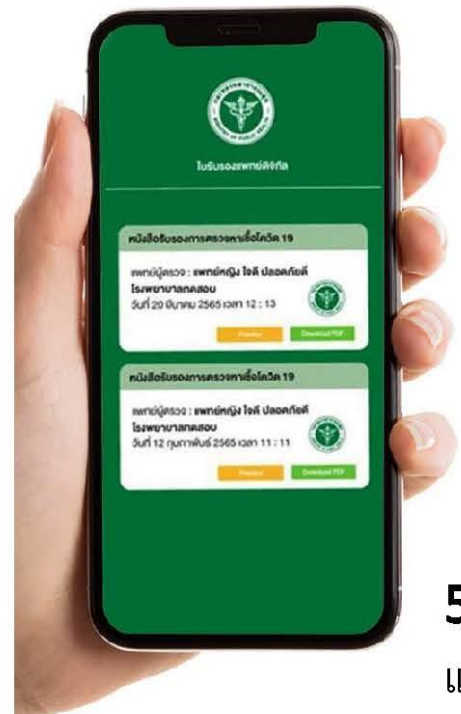 ใบรับรองแพทย์ดิจิทัล
หนังสือรับรองการตรวจหาเชื้อโควิด 19
แพทย์ผู้ตรวจ : แพทย์หญิง ใจดี ปลอดภัยดี
โรงพยาบาลทดสอบ
วันที่ 20 มีนาคม 2565 เวลา 12 : 13
Preview Download PDF
หนังสือรับรองการตรวจหาเชื้อโควิด 19
แพทย์ผู้ตรวจ : แพทย์หญิง ใจดี ปลอดภัยดี
โรงพยาบาลทดสอบ
วันที่ 12 กุมภาพันธ์ 2565 เวลา 11 : 11
Preview Download PDF
5
แ